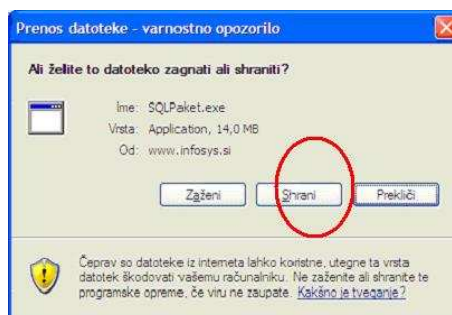 Prenos datoteke - varnostno opozorilo
Ali želite to datoteko zagnati ali shraniti?
Ime: SQLPaket.exe
Vrsta: Application, 14,0 MB
Od: www.infosys.si
Zaženi Shrani Prekliči
Čeprav so datoteke iz interneta lahko koristne, utegne ta vrsta
datotek škodovati vašemu računalniku. Ne zaženite ali shranite te
programske opreme, če viru ne zaupate. Kakšno je tveganje?